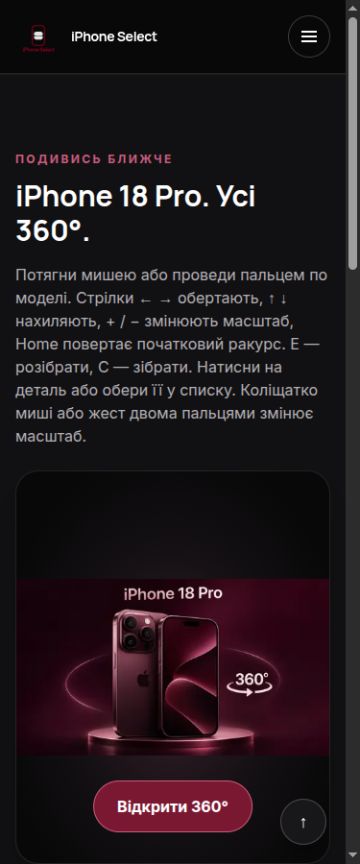 iPhone Select
ПОДИВИСЬ БЛИЖЧЕ
iPhone 18 Pro. Усі
360°.
Потягни мишею або проведи пальцем по
моделі. Стрілки ← → обертають, ↑ ↓
нахиляють, + / − змінюють масштаб,
Home повертає початковий ракурс. E —
розібрати, C — зібрати. Натисни на
деталь або обери її у списку. Коліщатко
миші або жест двома пальцями змінює
масштаб.
iPhone 18 Pro
360°
Відкрити 360°
↑